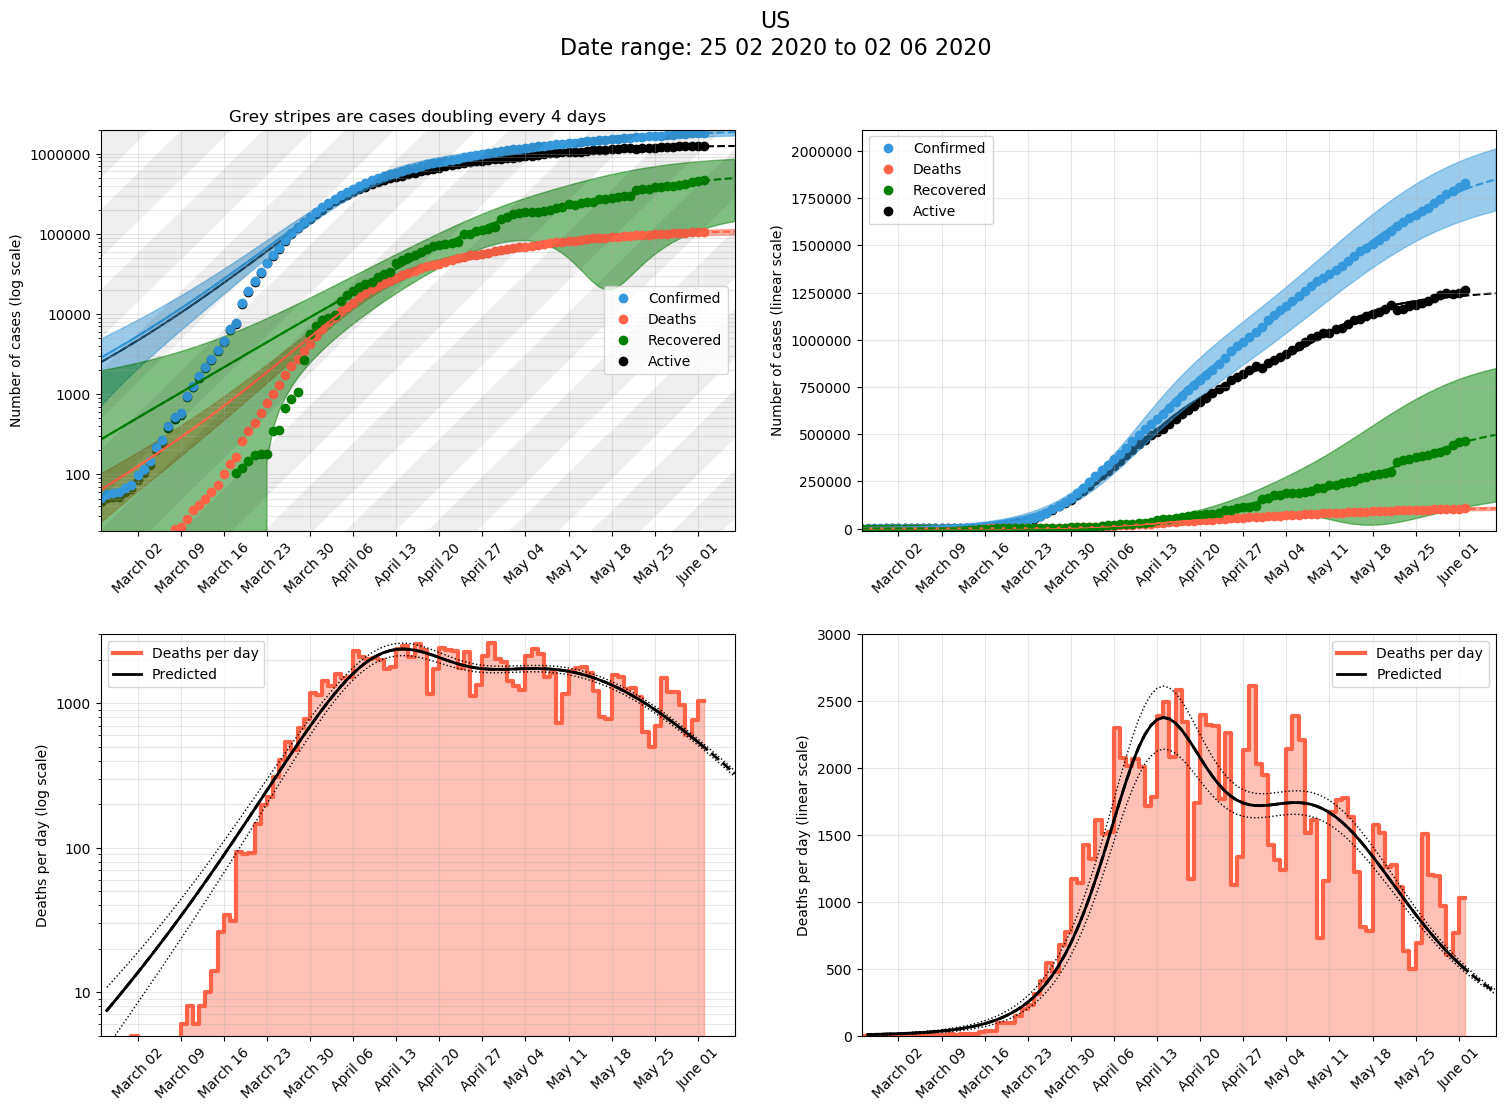 US
Date range: 25 02 2020 to 02 06 2020
Grey stripes are cases doubling every 4 days
Number of cases (log scale)
1000000
100000
10000
1000
100
Confirmed
Deaths
Recovered
Active
March 02
March 09
March 16
March 23
March 30
April 06
April 13
April 20
April 27
May 04
May 11
May 18
May 25
June 01
Number of cases (linear scale)
2000000
1750000
1500000
1250000
1000000
750000
500000
250000
0
Confirmed
Deaths
Recovered
Active
March 02
March 09
March 16
March 23
March 30
April 06
April 13
April 20
April 27
May 04
May 11
May 18
May 25
June 01
Deaths per day (log scale)
1000
100
10
Deaths per day
Predicted
March 02
March 09
March 16
March 23
March 30
April 06
April 13
April 20
April 27
May 04
May 11
May 18
May 25
June 01
Deaths per day (linear scale)
3000
2500
2000
1500
1000
500
0
Deaths per day
Predicted
March 02
March 09
March 16
March 23
March 30
April 06
April 13
April 20
April 27
May 04
May 11
May 18
May 25
June 01